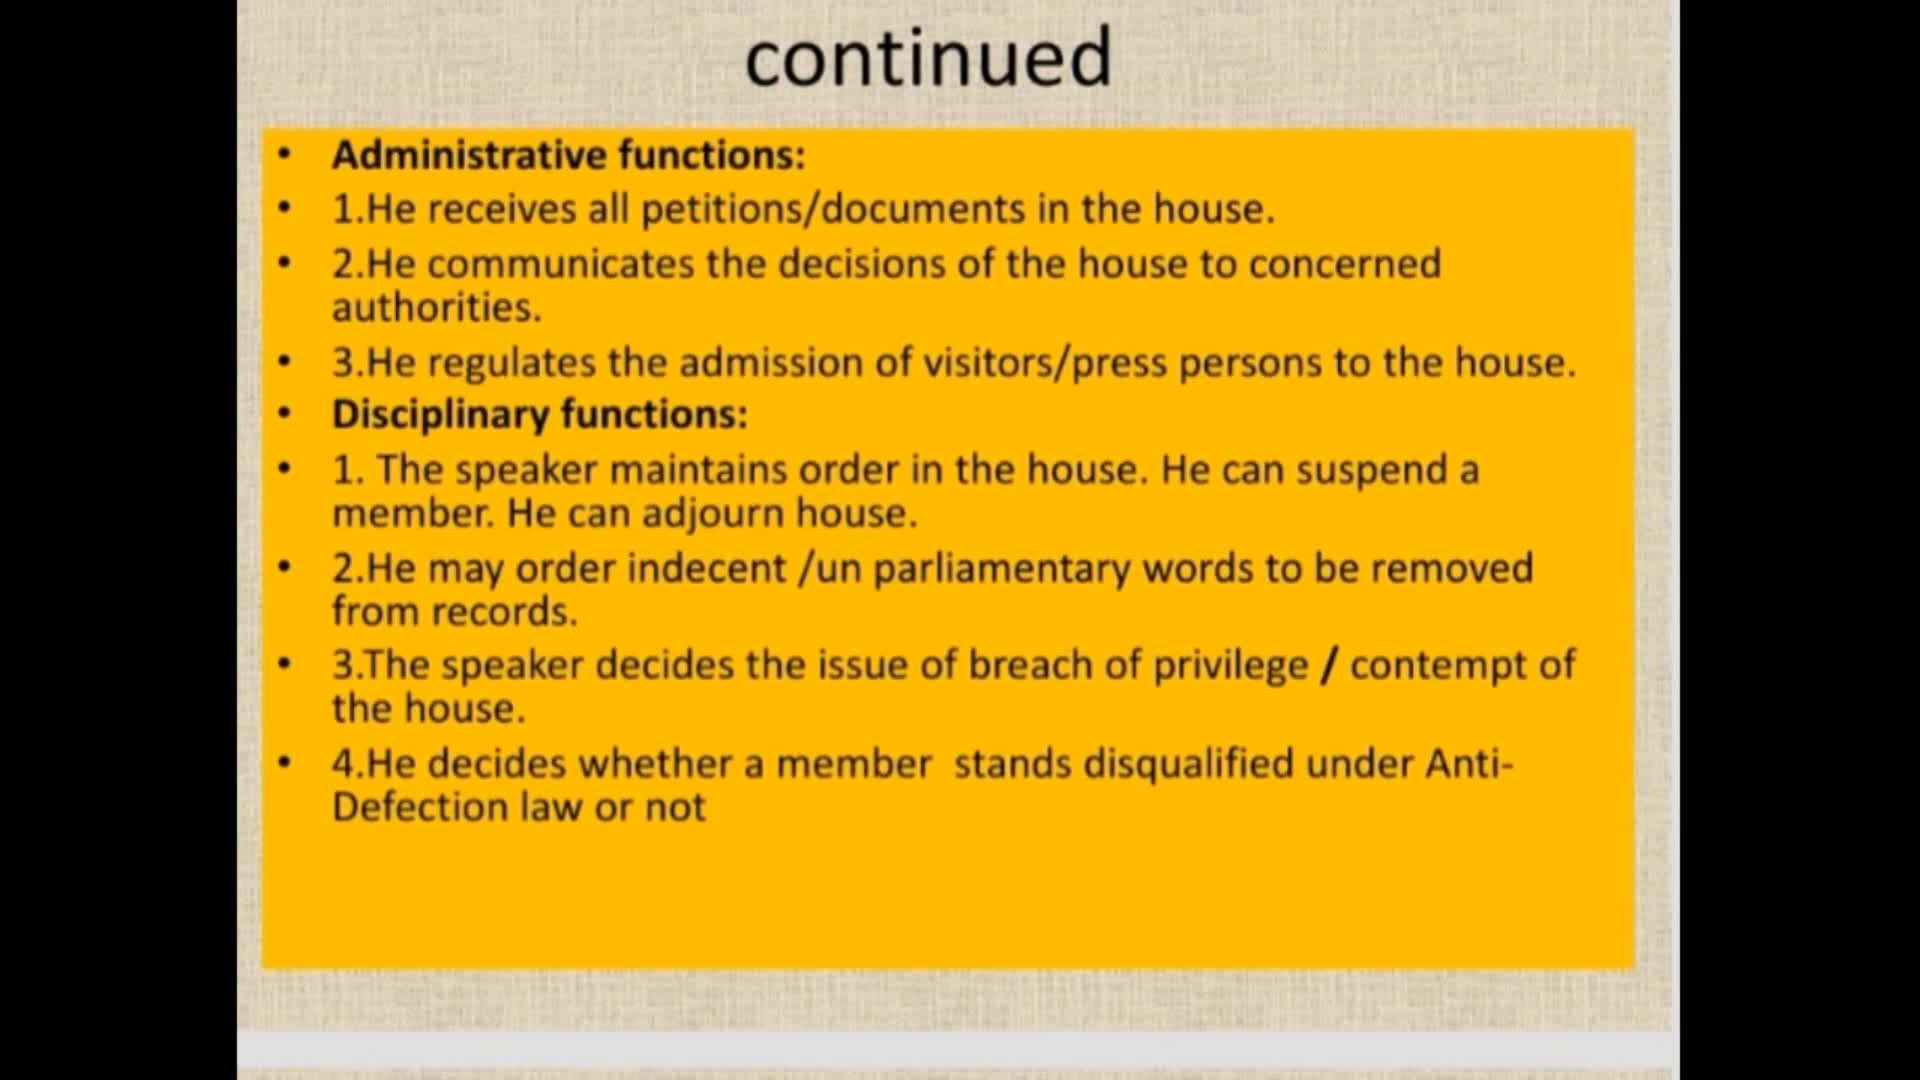 continued
• Administrative functions:
• 1.He receives all petitions/documents in the house.
• 2.He communicates the decisions of the house to concerned
authorities.
• 3.He regulates the admission of visitors/press persons to the house.
• Disciplinary functions:
• 1. The speaker maintains order in the house. He can suspend a
member. He can adjourn house.
• 2.He may order indecent /un parliamentary words to be removed
from records.
• 3.The speaker decides the issue of breach of privilege / contempt of
the house.
• 4.He decides whether a member  stands disqualified under Anti-
Defection law or not